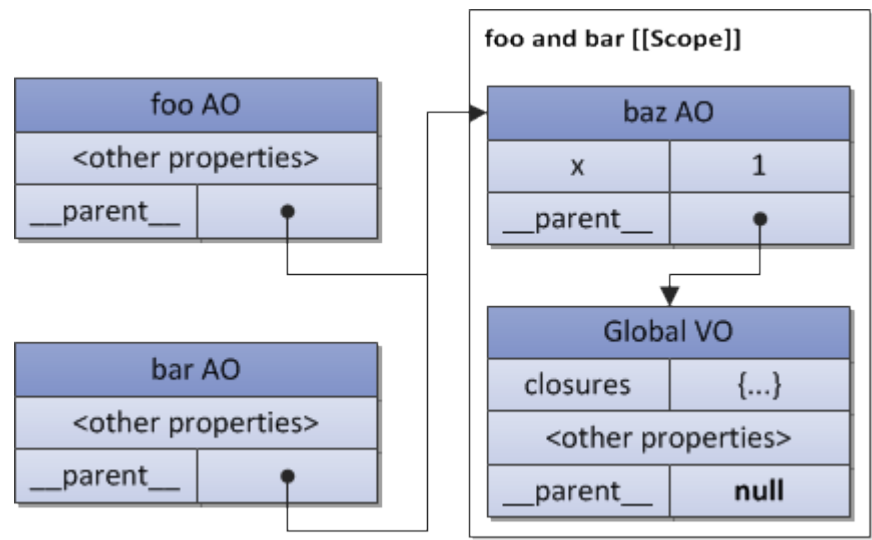 foo and bar [[Scope]]
foo AO
<other properties>
__parent__
bar AO
<other properties>
__parent__
baz AO
x 1
__parent__
Global VO
closures {...}
<other properties>
__parent__ null